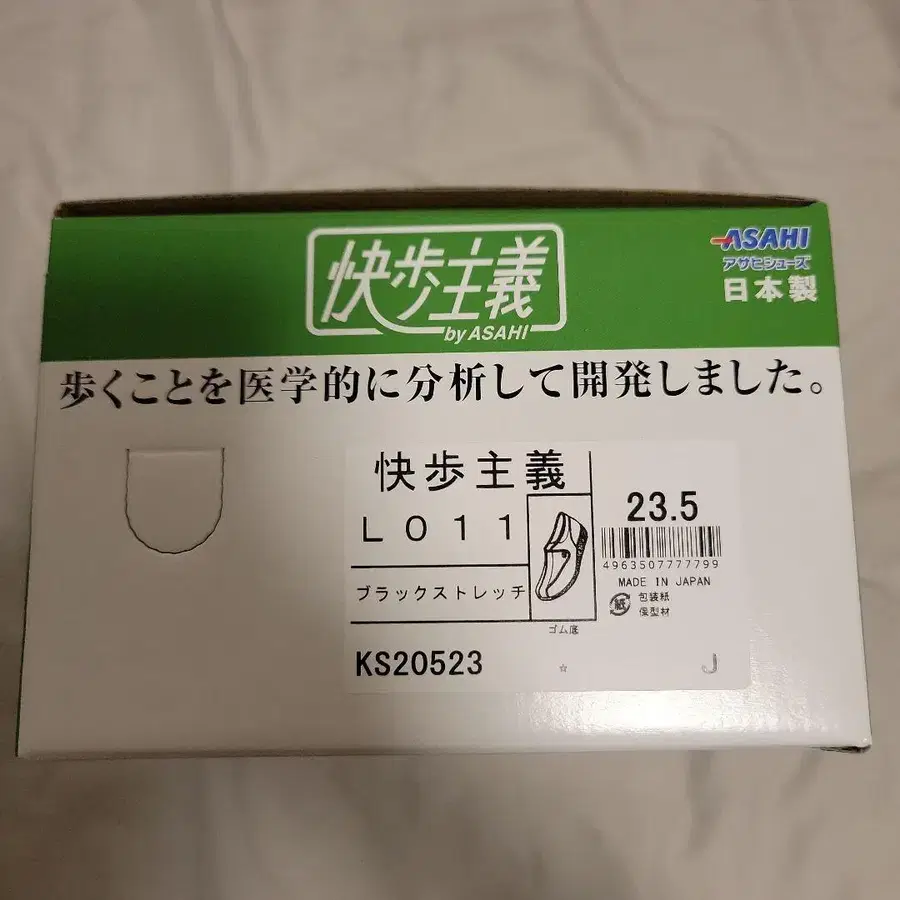 快歩主義
by ASAHI
ASAHI
アサヒシューズ
日本製
歩くことを医学的に分析して開発しました。
快歩主義
L011
ブラックストレッチ
KS20523
ゴム底
☆
23.5
4963507777799
MADE IN JAPAN
紙
包装紙
保型材
J